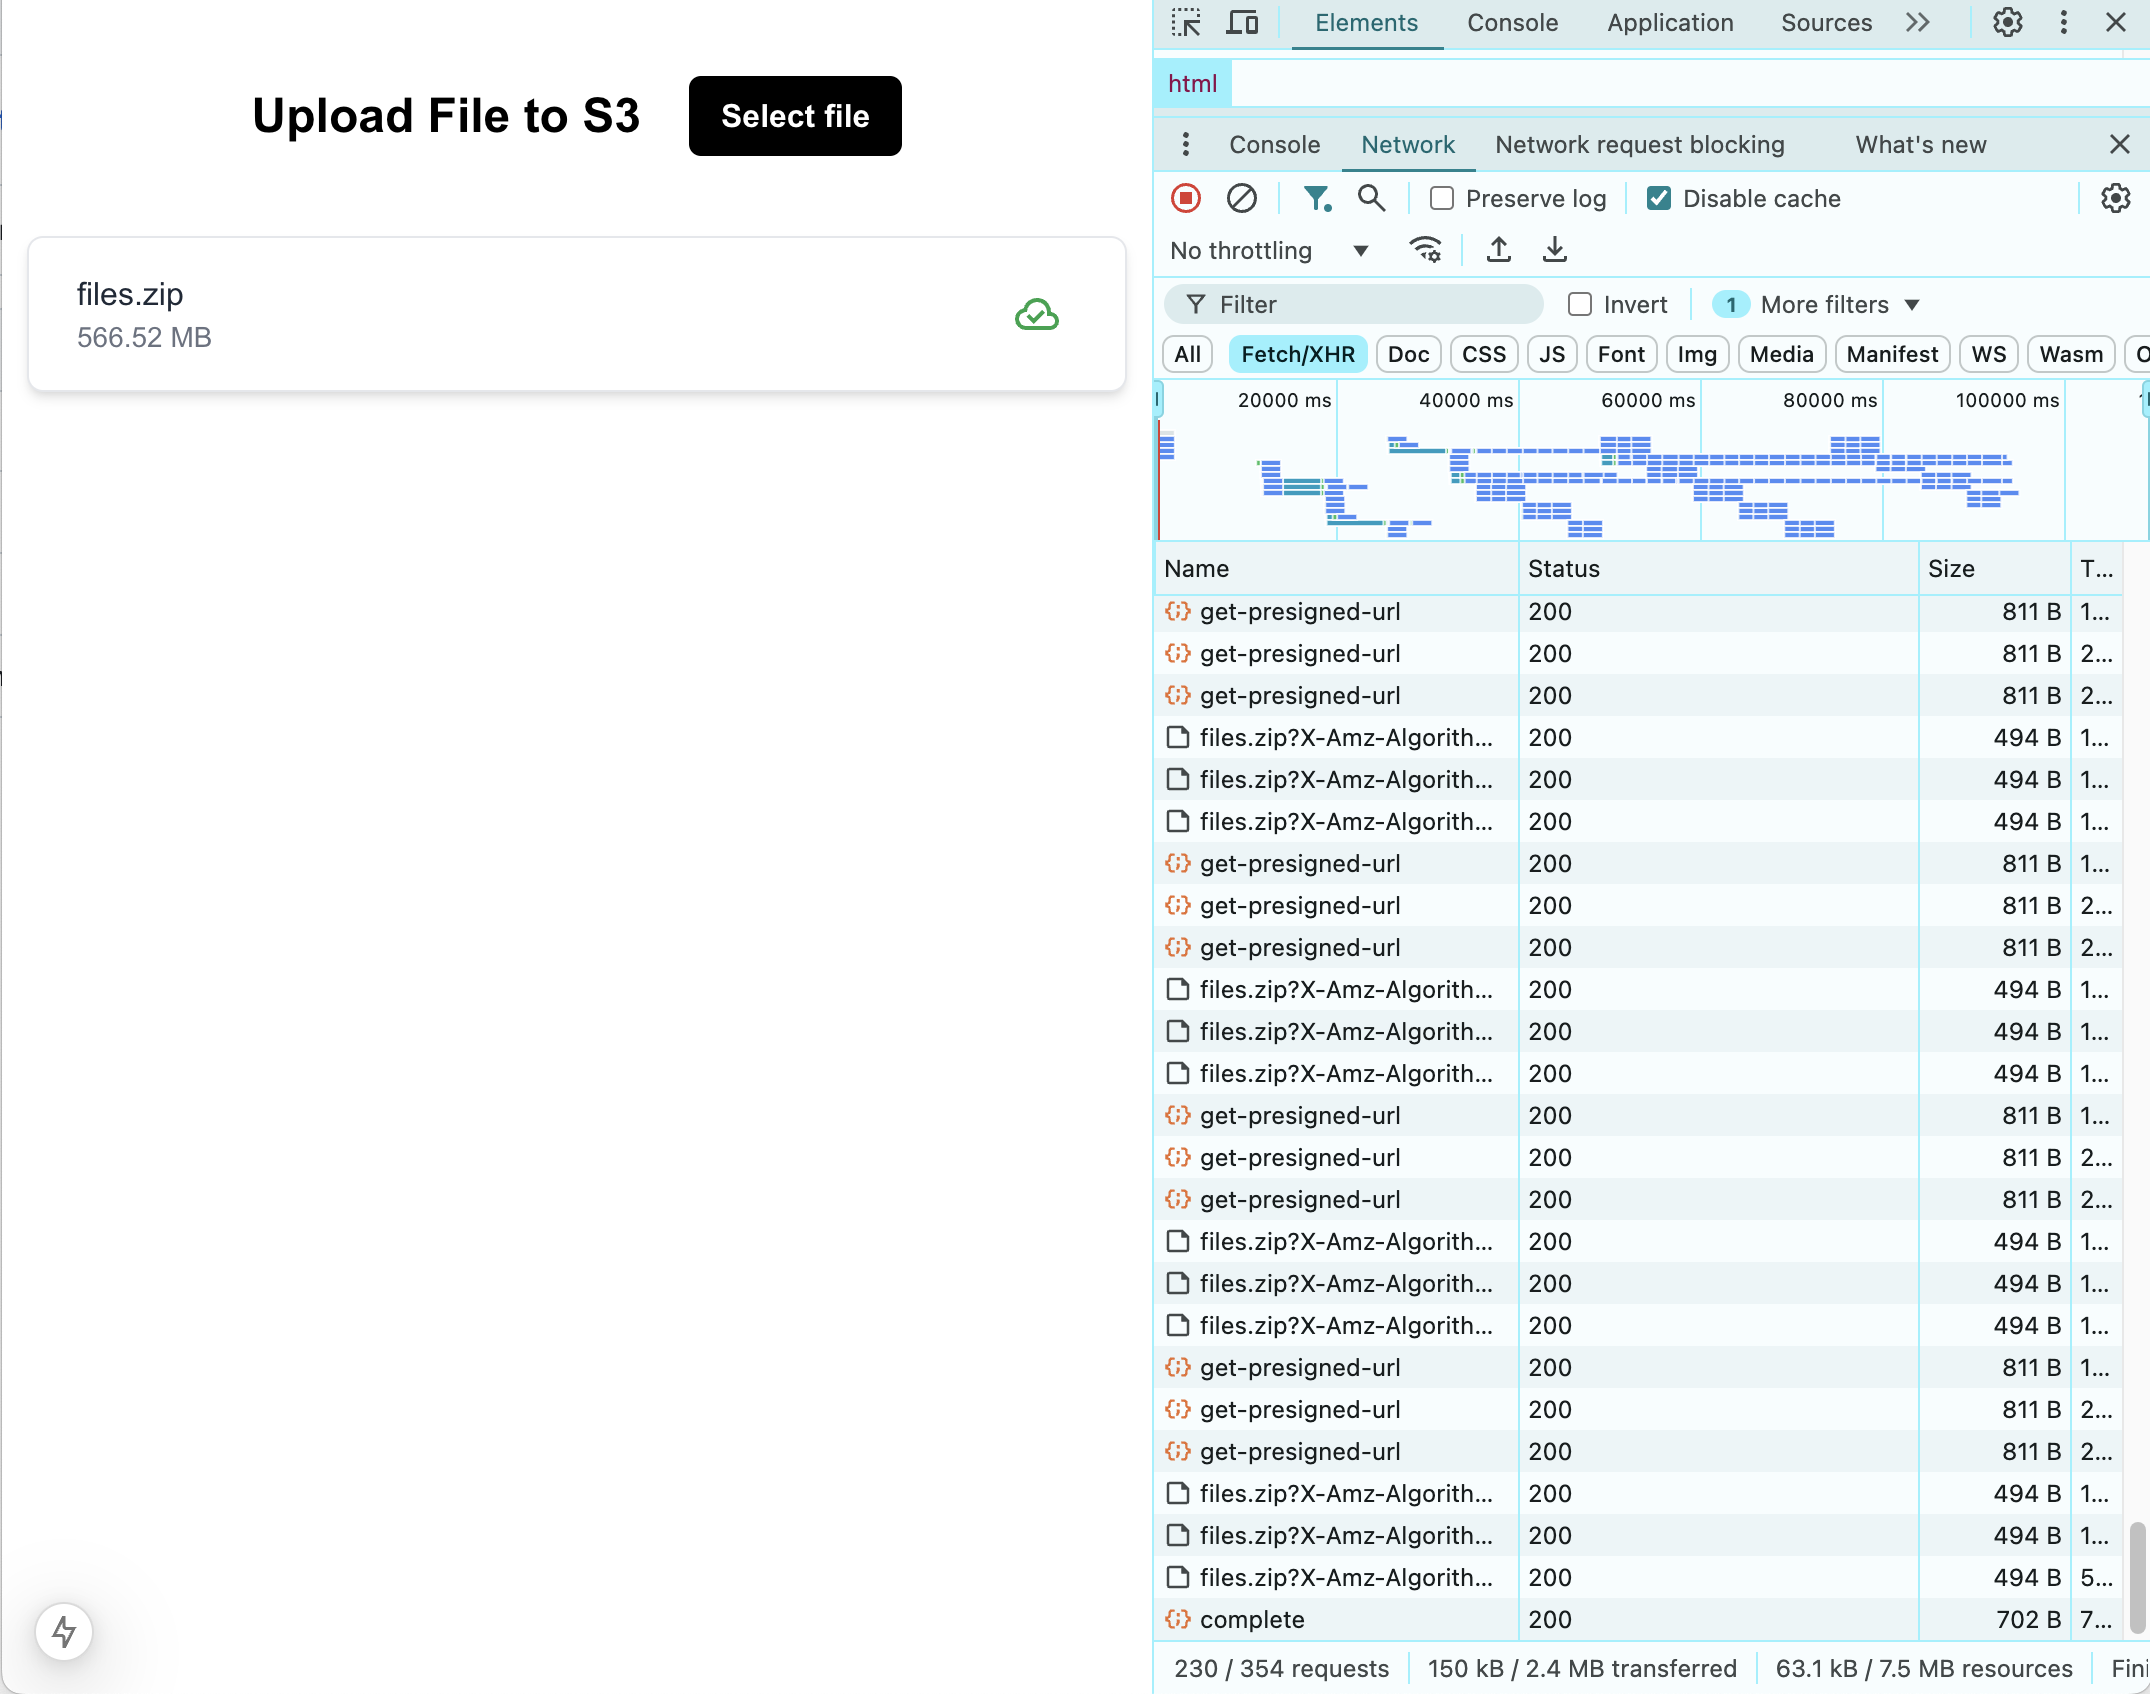 Upload File to S3
Select file
files.zip
566.52 MB
Elements Console Application Sources
html
Console Network Network request blocking What's new
Preserve log Disable cache
No throttling
Filter Invert 1 More filters
All Fetch/XHR Doc CSS JS Font Img Media Manifest WS Wasm
20000 ms 40000 ms 60000 ms 80000 ms 100000 ms
Name Status Size T...
get-presigned-url 200 811 B 1...
get-presigned-url 200 811 B 2...
get-presigned-url 200 811 B 2...
files.zip?X-Amz-Algorith... 200 494 B 1...
files.zip?X-Amz-Algorith... 200 494 B 1...
files.zip?X-Amz-Algorith... 200 494 B 1...
get-presigned-url 200 811 B 1...
get-presigned-url 200 811 B 2...
get-presigned-url 200 811 B 2...
files.zip?X-Amz-Algorith... 200 494 B 1...
files.zip?X-Amz-Algorith... 200 494 B 1...
files.zip?X-Amz-Algorith... 200 494 B 1...
get-presigned-url 200 811 B 1...
get-presigned-url 200 811 B 2...
get-presigned-url 200 811 B 2...
files.zip?X-Amz-Algorith... 200 494 B 1...
files.zip?X-Amz-Algorith... 200 494 B 1...
files.zip?X-Amz-Algorith... 200 494 B 1...
get-presigned-url 200 811 B 1...
get-presigned-url 200 811 B 2...
get-presigned-url 200 811 B 2...
files.zip?X-Amz-Algorith... 200 494 B 1...
files.zip?X-Amz-Algorith... 200 494 B 1...
files.zip?X-Amz-Algorith... 200 494 B 5...
complete 200 702 B 7...
230 / 354 requests 150 kB / 2.4 MB transferred 63.1 kB / 7.5 MB resources